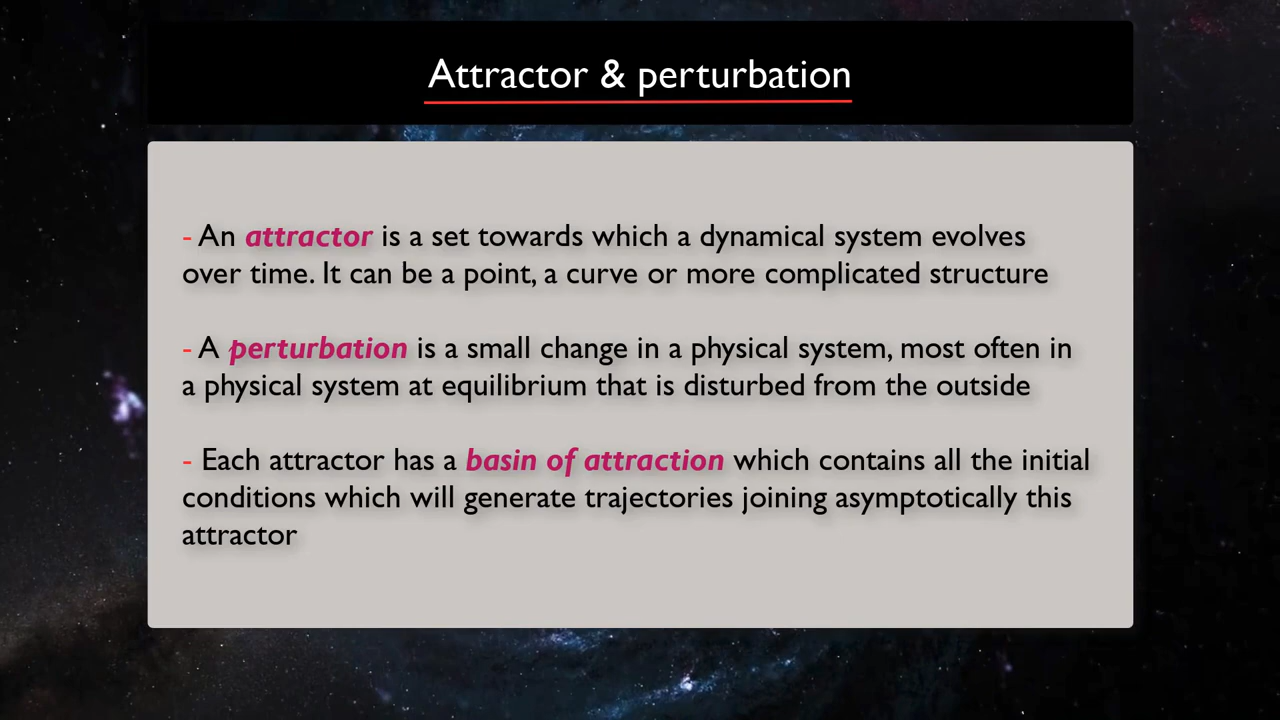 Attractor & perturbation
- An attractor is a set towards which a dynamical system evolves
over time. It can be a point, a curve or more complicated structure
- A perturbation is a small change in a physical system, most often in
a physical system at equilibrium that is disturbed from the outside
- Each attractor has a basin of attraction which contains all the initial
conditions which will generate trajectories joining asymptotically this
attractor